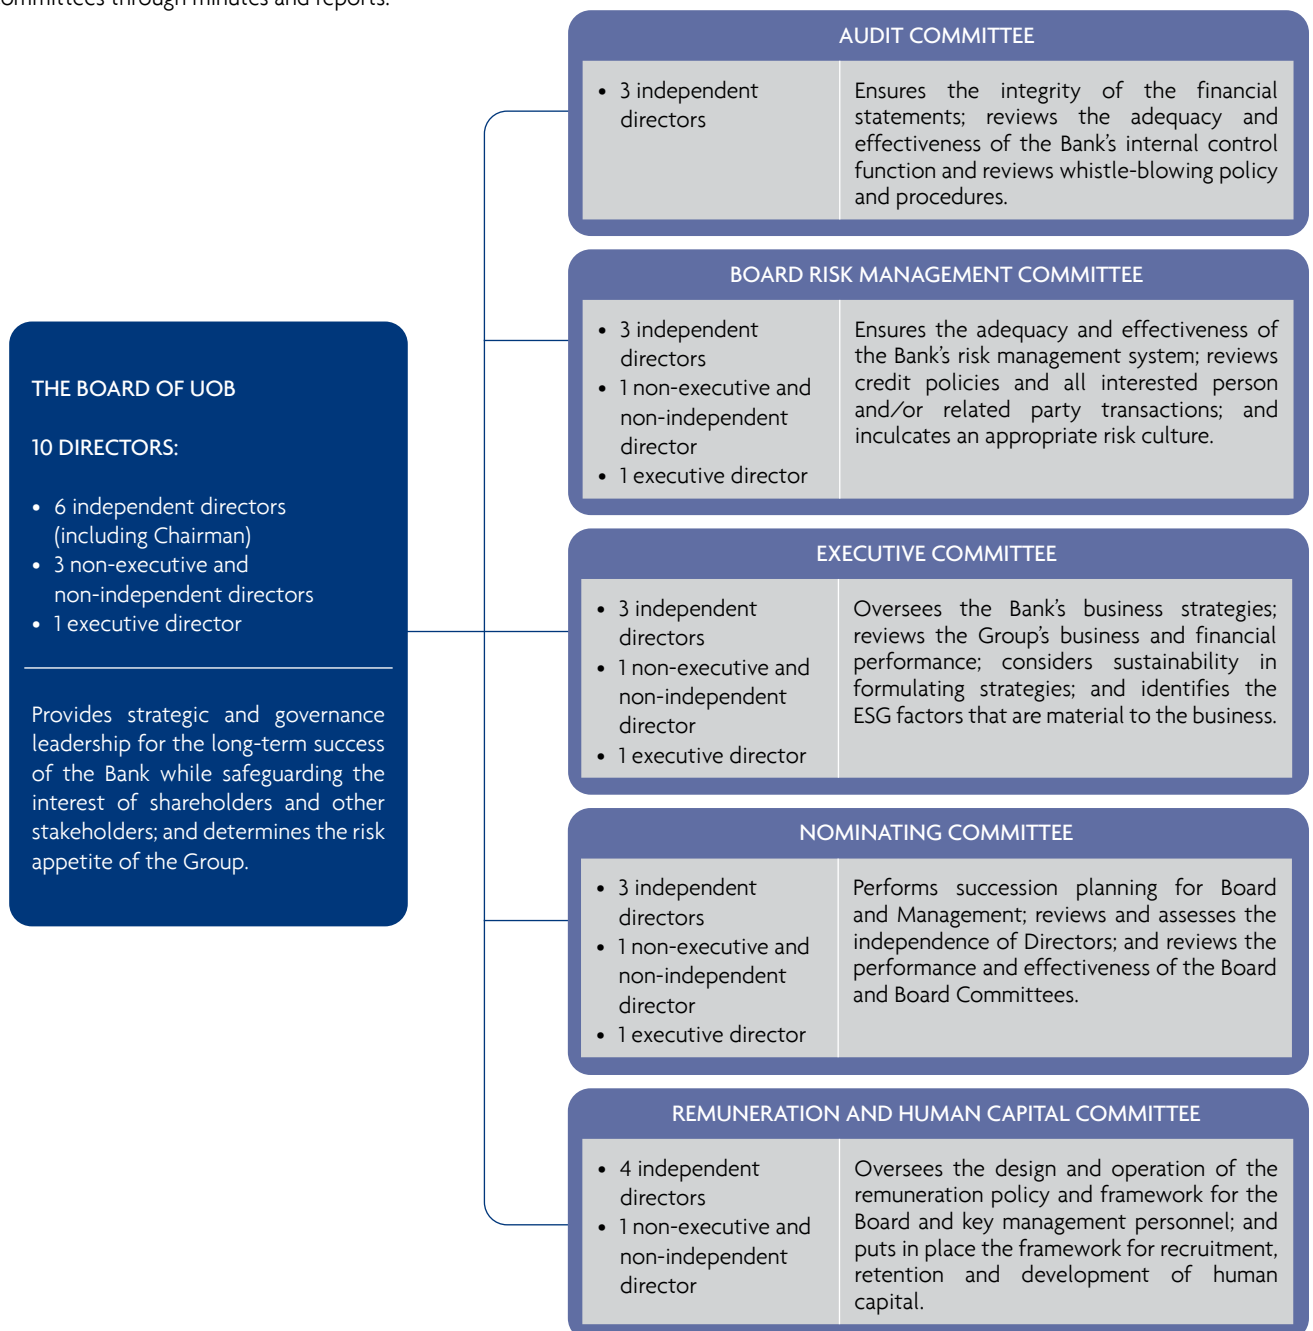 ommittees through minutes and reports.
THE BOARD OF UOB
10 DIRECTORS:
• 6 independent directors
(including Chairman)
• 3 non-executive and
non-independent directors
• 1 executive director
Provides strategic and governance
leadership for the long-term success
of the Bank while safeguarding the
interest of shareholders and other
stakeholders; and determines the risk
appetite of the Group.
AUDIT COMMITTEE
• 3 independent
directors
Ensures the integrity of the financial
statements; reviews the adequacy and
effectiveness of the Bank's internal control
function and reviews whistle-blowing policy
and procedures.
BOARD RISK MANAGEMENT COMMITTEE
• 3 independent
directors
• 1 non-executive and
non-independent
director
• 1 executive director
Ensures the adequacy and effectiveness of
the Bank's risk management system; reviews
credit policies and all interested person
and/or related party transactions; and
inculcates an appropriate risk culture.
EXECUTIVE COMMITTEE
• 3 independent
directors
• 1 non-executive and
non-independent
director
• 1 executive director
Oversees the Bank's business strategies;
reviews the Group's business and financial
performance; considers sustainability in
formulating strategies; and identifies the
ESG factors that are material to the business.
NOMINATING COMMITTEE
• 3 independent
directors
• 1 non-executive and
non-independent
director
• 1 executive director
Performs succession planning for Board
and Management; reviews and assesses the
independence of Directors; and reviews the
performance and effectiveness of the Board
and Board Committees.
REMUNERATION AND HUMAN CAPITAL COMMITTEE
• 4 independent
directors
• 1 non-executive and
non-independent
director
Oversees the design and operation of the
remuneration policy and framework for the
Board and key management personnel; and
puts in place the framework for recruitment,
retention and development of human
capital.